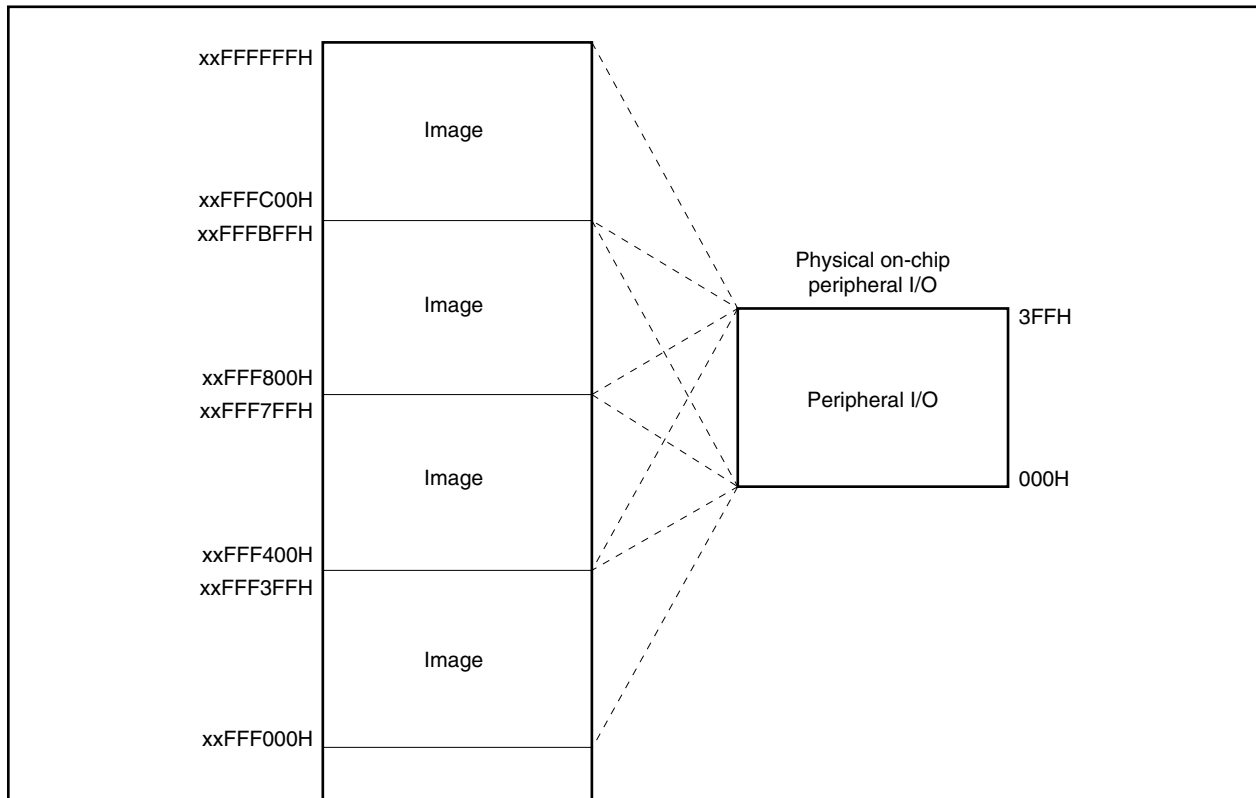 xxFFFFFFH
Image
xxFFFC00H
xxFFFBFFH
Image
xxFFF800H
xxFFF7FFH
Image
xxFFF400H
xxFFF3FFH
Image
xxFFF000H
Physical on-chip
peripheral I/O
3FFH
Peripheral I/O
000H